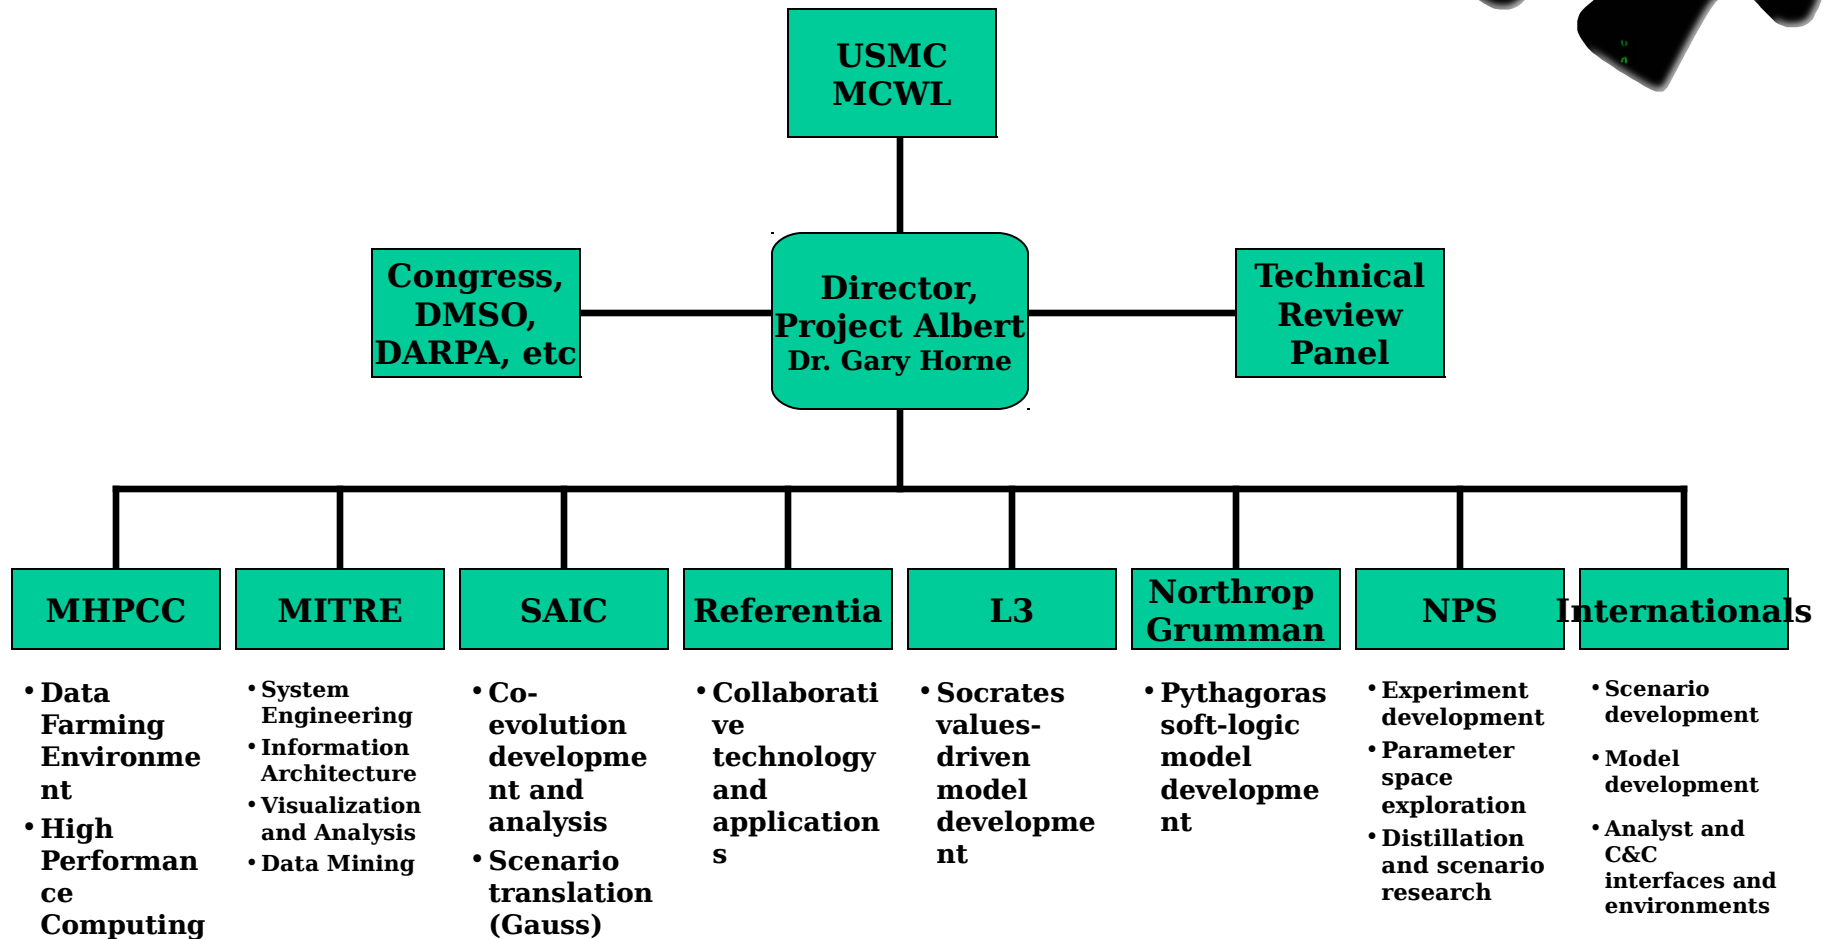 USMC
MCWL
Congress,
DMSO,
DARPA, etc
Director,
Project Albert
Dr. Gary Horne
Technical
Review
Panel
MHPCC
MITRE
SAIC
Referentia
L3
Northrop
Grumman
NPS
Internationals
• Data
Farming
Environme
nt
• High
Performan
ce
Computing
• System
Engineering
• Information
Architecture
• Visualization
and Analysis
• Data Mining
• Co-
evolution
developme
nt and
analysis
• Scenario
translation
(Gauss)
• Collaborati
ve
technology
and
application
s
• Socrates
values-
driven
model
developme
nt
• Pythagoras
soft-logic
model
developme
nt
• Experiment
development
• Parameter
space
exploration
• Distillation
and scenario
research
• Scenario
development
• Model
development
• Analyst and
C&C
interfaces and
environments